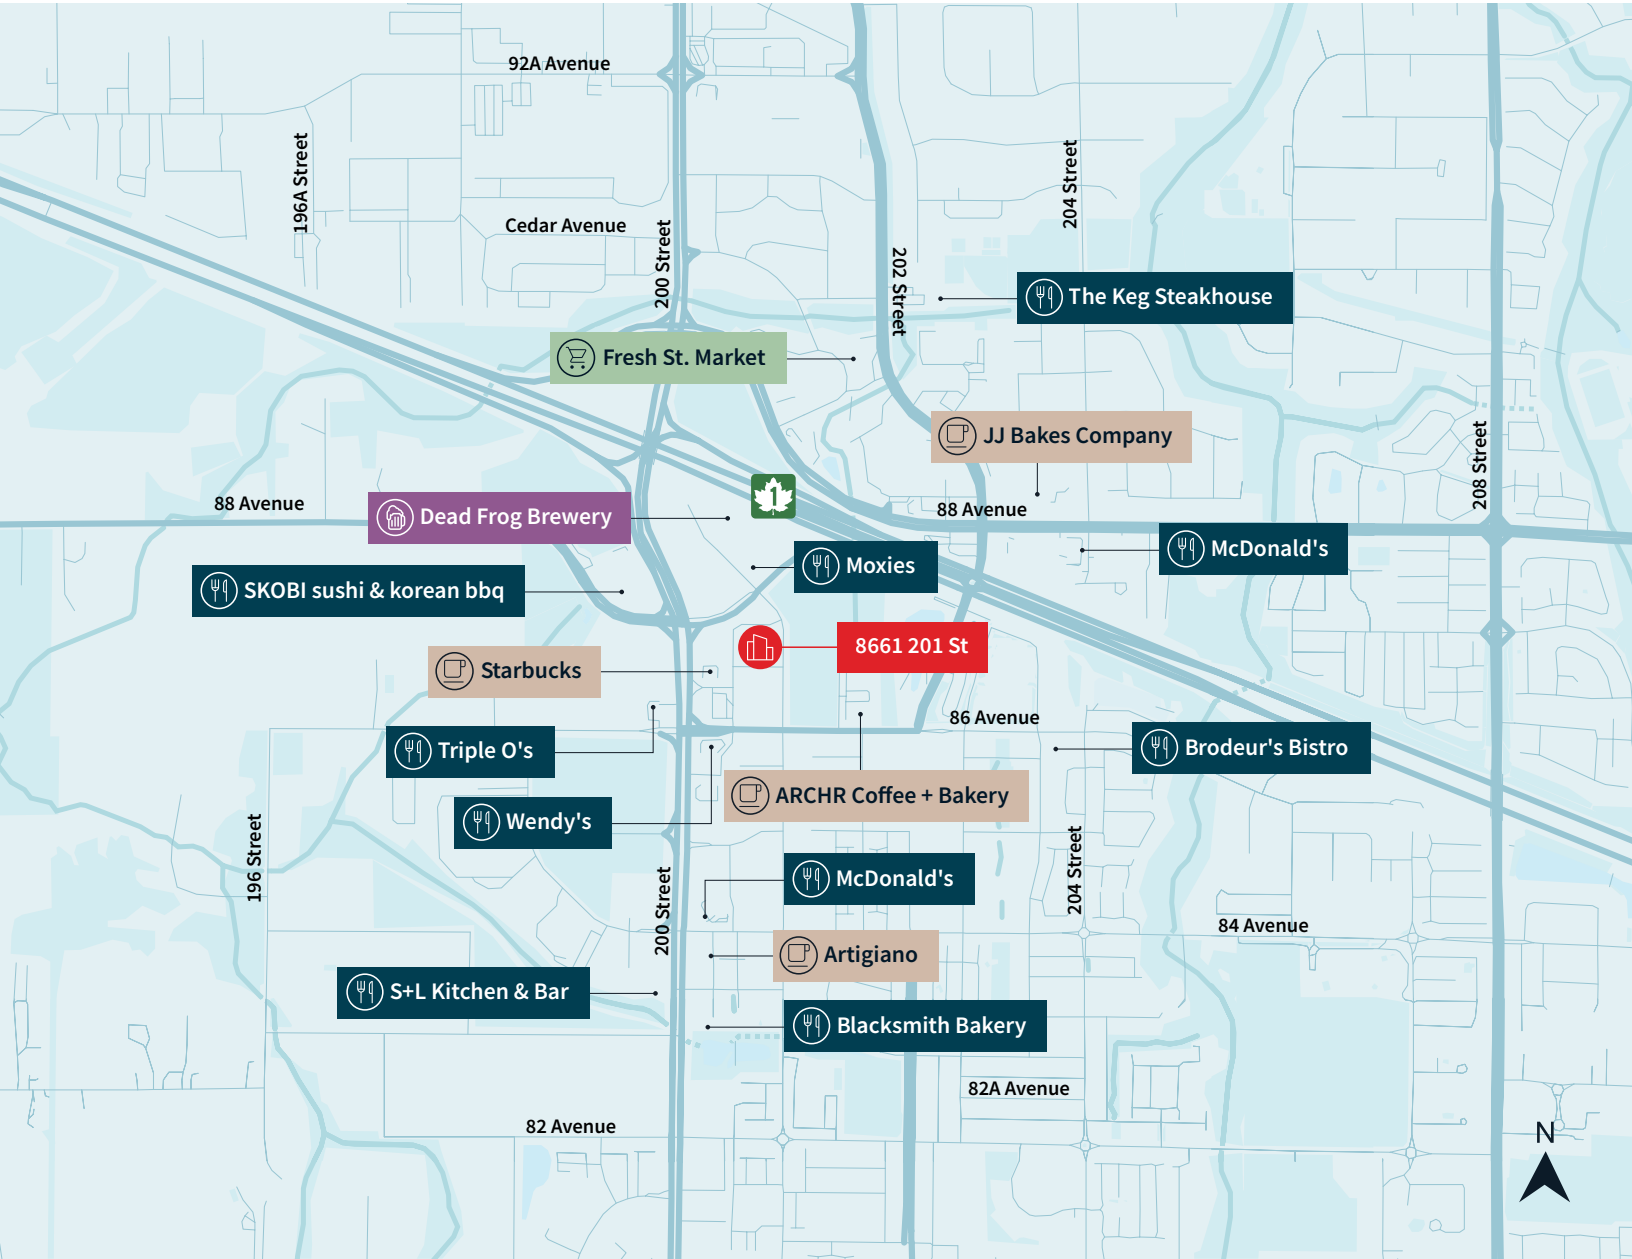 92A Avenue
196A Street
204 Street
Cedar Avenue
200 Street
202 Street
The Keg Steakhouse
Fresh St. Market
JJ Bakes Company
208 Street
88 Avenue
1
88 Avenue
Dead Frog Brewery
McDonald's
Moxies
SKOBI sushi & korean bbq
8661 201 St
Starbucks
86 Avenue
Triple O's
Brodeur's Bistro
ARCHR Coffee + Bakery
Wendy's
196 Street
204 Street
McDonald's
200 Street
84 Avenue
Artigiano
S+L Kitchen & Bar
Blacksmith Bakery
82A Avenue
82 Avenue
N